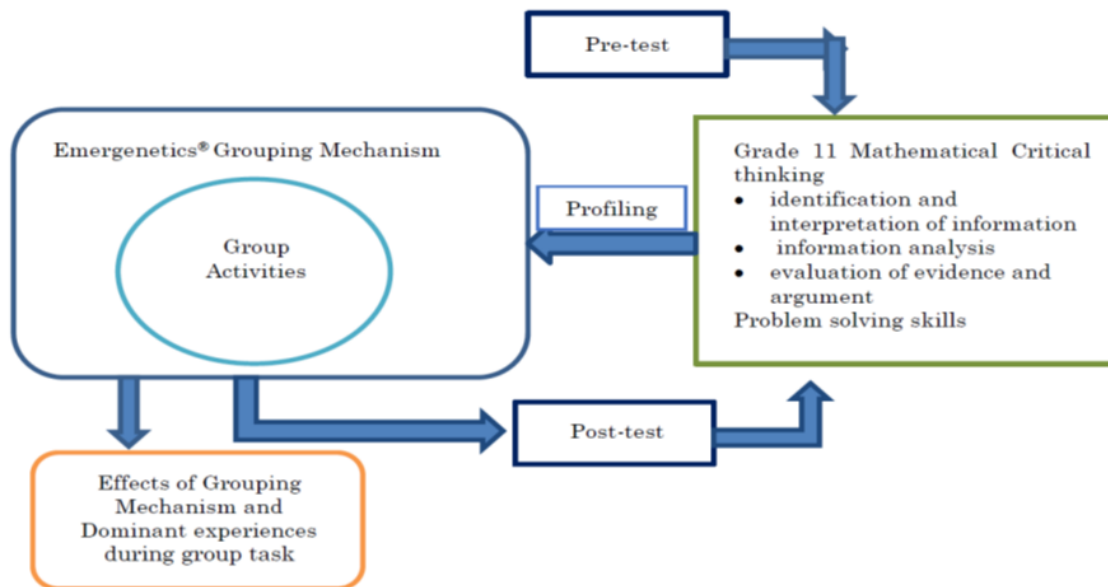 Pre-test
Emergenetics® Grouping Mechanism
Group
Activities
Profiling
Grade 11 Mathematical Critical
thinking
• identification and
interpretation of information
• information analysis
• evaluation of evidence and
argument
Problem solving skills
Post-test
Effects of Grouping
Mechanism and
Dominant experiences
during group task